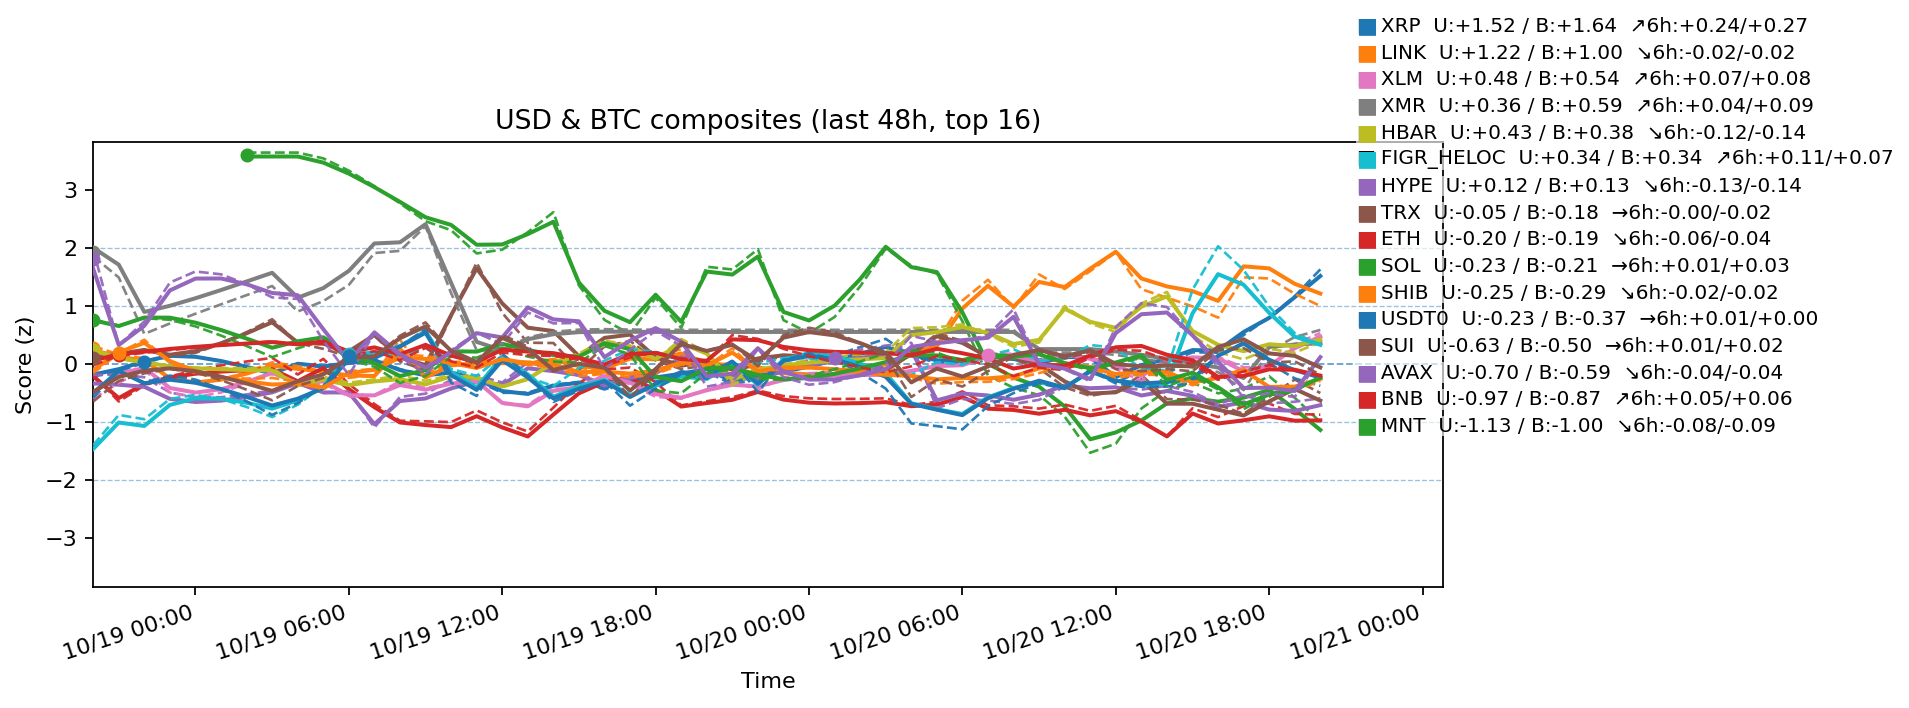 XRP  U:+1.52 / B:+1.64  ↗6h:+0.24/+0.27
LINK  U:+1.22 / B:+1.00  ↘6h:-0.02/-0.02
XLM  U:+0.48 / B:+0.54  ↗6h:+0.07/+0.08
XMR  U:+0.36 / B:+0.59  ↗6h:+0.04/+0.09
HBAR  U:+0.43 / B:+0.38  ↘6h:-0.12/-0.14
FIGR_HELOC  U:+0.34 / B:+0.34  ↗6h:+0.11/+0.07
HYPE  U:+0.12 / B:+0.13  ↘6h:-0.13/-0.14
TRX  U:-0.05 / B:-0.18  →6h:-0.00/-0.02
ETH  U:-0.20 / B:-0.19  ↘6h:-0.06/-0.04
SOL  U:-0.23 / B:-0.21  →6h:+0.01/+0.03
SHIB  U:-0.25 / B:-0.29  ↘6h:-0.02/-0.02
USDT0  U:-0.23 / B:-0.37  →6h:+0.01/+0.00
SUI  U:-0.63 / B:-0.50  →6h:+0.01/+0.02
AVAX  U:-0.70 / B:-0.59  ↘6h:-0.04/-0.04
BNB  U:-0.97 / B:-0.87  ↗6h:+0.05/+0.06
MNT  U:-1.13 / B:-1.00  ↘6h:-0.08/-0.09
USD & BTC composites (last 48h, top 16)
Score (z)
3
2
1
0
−1
−2
−3
10/19 00:00
10/19 06:00
10/19 12:00
10/19 18:00
10/20 00:00
10/20 06:00
10/20 12:00
10/20 18:00
10/21 00:00
Time